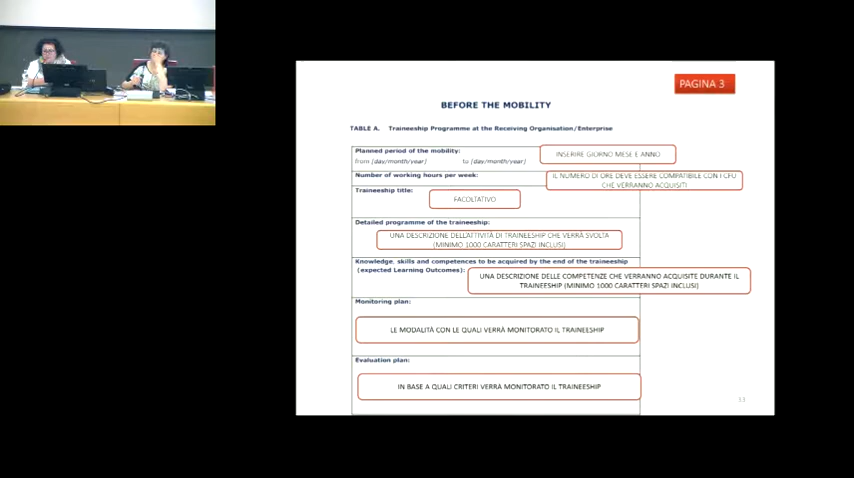 PAGINA 3
BEFORE THE MOBILITY
TABLE A. Traineeship Programme at the Receiving Organisation/Enterprise
Planned period of the mobility:
from [day/month/year] to [day/month/year]
INSERIRE GIORNO MESE E ANNO
Number of working hours per week:
IL NUMERO DI ORE DEVE ESSERE COMPATIBILE CON I CFU
CHE VERRANNO ACQUISITI
Traineeship title:
FACOLTATIVO
Detailed programme of the traineeship:
UNA DESCRIZIONE DELL'ATTIVITÀ DI TRAINEESHIP CHE VERRÀ SVOLTA
(MINIMO 1000 CARATTERI SPAZI INCLUSI)
Knowledge, skills and competences to be acquired by the end of the traineeship
(expected Learning Outcomes):
UNA DESCRIZIONE DELLE COMPETENZE CHE VERRANNO ACQUISITE DURANTE IL
TRAINEESHIP (MINIMO 1000 CARATTERI SPAZI INCLUSI)
Monitoring plan:
LE MODALITÀ CON LE QUALI VERRÀ MONITORATO IL TRAINEESHIP
Evaluation plan:
IN BASE A QUALI CRITERI VERRÀ MONITORATO IL TRAINEESHIP
33